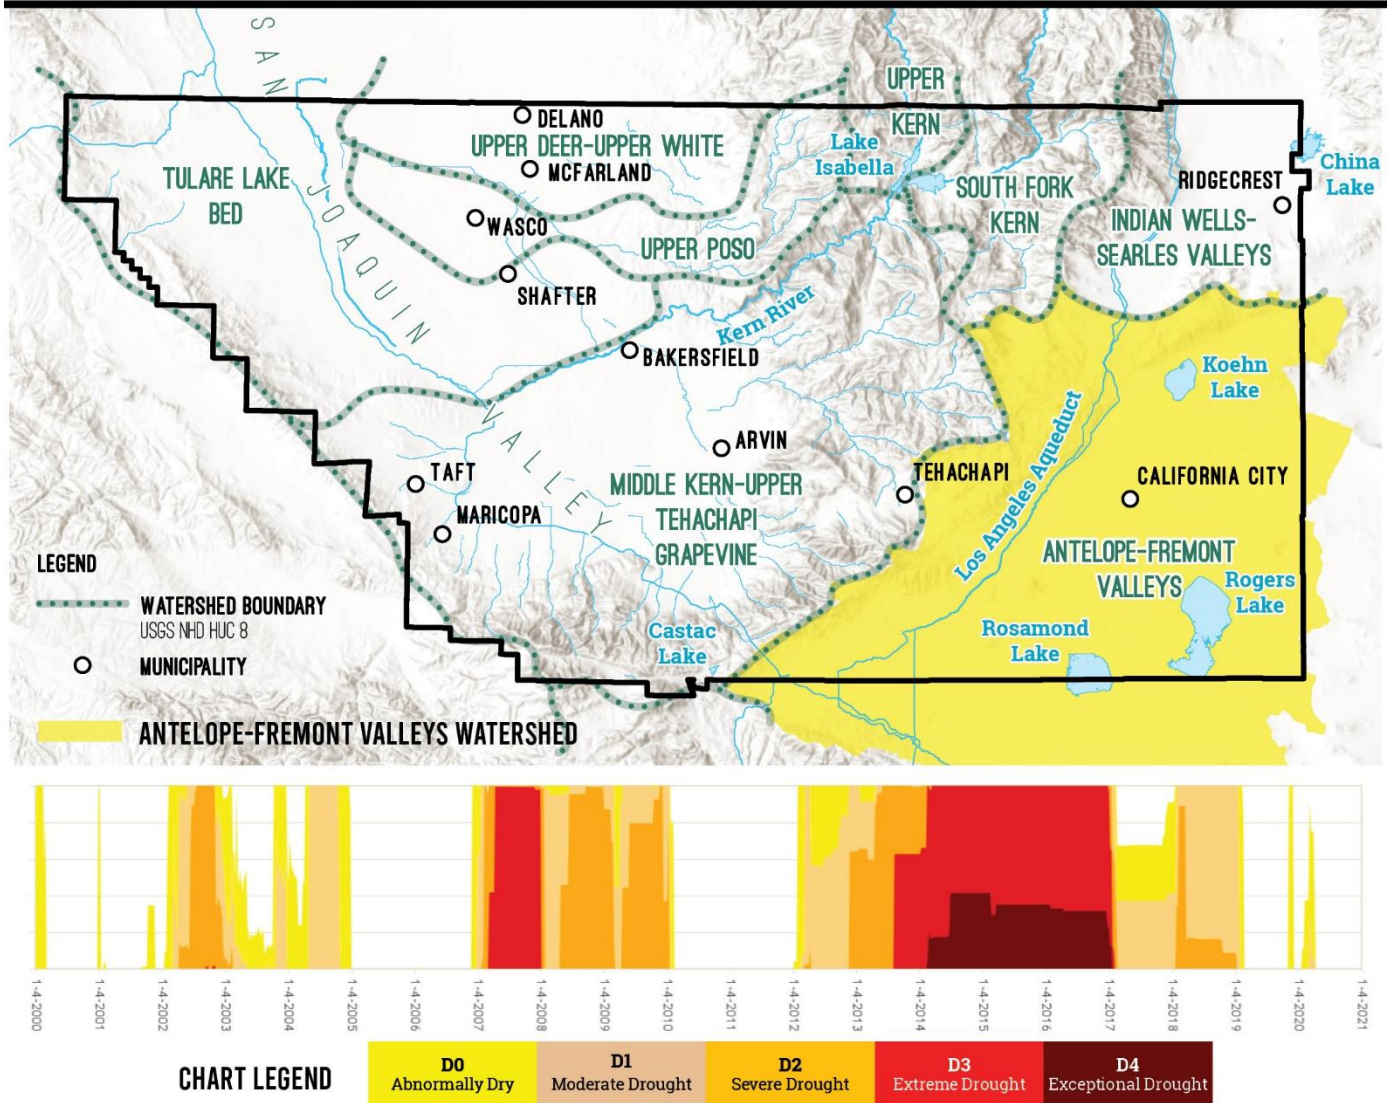 SAN
JOAQUIN
VALLEY
UPPER
KERN
DELANO
UPPER DEER-UPPER WHITE
MCFARLAND
Lake
Isabella
China
Lake
TULARE LAKE
BED
RIDGECREST
SOUTH FORK
KERN
WASCO
INDIAN WELLS-
SEARLES VALLEYS
UPPER POSO
SHAFTER
Kern River
BAKERSFIELD
Koehn
Lake
Los Angeles Aqueduct
ARVIN
TAFT
TEHACHAPI
CALIFORNIA CITY
MIDDLE KERN-UPPER
TEHACHAPI
GRAPEVINE
MARICOPA
ANTELOPE-FREMONT
VALLEYS
Rogers
Lake
Rosamond
Lake
Castac
Lake
LEGEND
WATERSHED BOUNDARY
USGS NHD HUC 8
MUNICIPALITY
ANTELOPE-FREMONT VALLEYS WATERSHED
1-4-2000
1-4-2001
1-4-2002
1-4-2003
1-4-2004
1-4-2005
1-4-2006
1-4-2007
1-4-2008
1-4-2009
1-4-2010
1-4-2011
1-4-2012
1-4-2013
1-4-2014
1-4-2015
1-4-2016
1-4-2017
1-4-2018
1-4-2019
1-4-2020
1-4-2021
CHART LEGEND
D0
Abnormally Dry
D1
Moderate Drought
D2
Severe Drought
D3
Extreme Drought
D4
Exceptional Drought